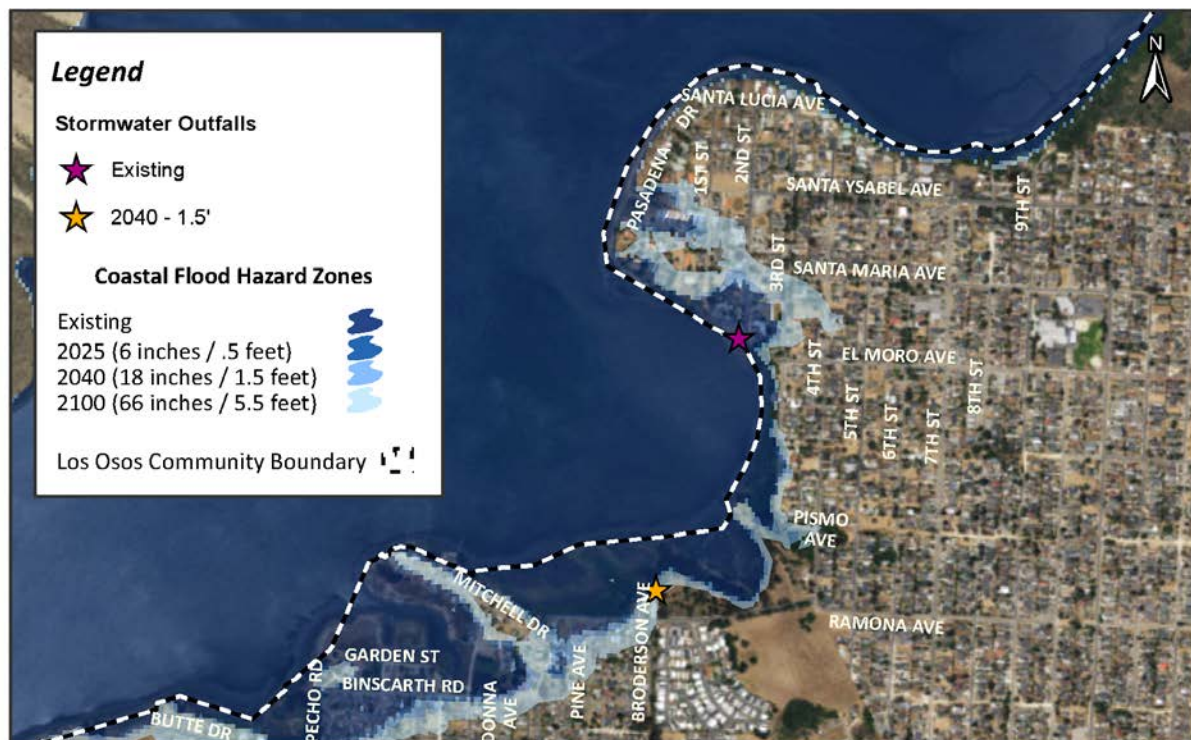 Legend
Stormwater Outfalls
Existing
2040 - 1.5'
Coastal Flood Hazard Zones
Existing
2025 (6 inches / .5 feet)
2040 (18 inches / 1.5 feet)
2100 (66 inches / 5.5 feet)
Los Osos Community Boundary
N
SANTA LUCIA AVE
PASADENA DR
1ST ST
2ND ST
SANTA YSABEL AVE
9TH ST
3RD ST
SANTA MARIA AVE
EL MORO AVE
4TH ST
5TH ST
6TH ST
7TH ST
8TH ST
PISMO
AVE
MITCHELL DR
BRODERSON AVE
RAMONA AVE
GARDEN ST
BINSCARTH RD
PECHO RD
DONNA
AVE
PINE AVE
BUTTE DR